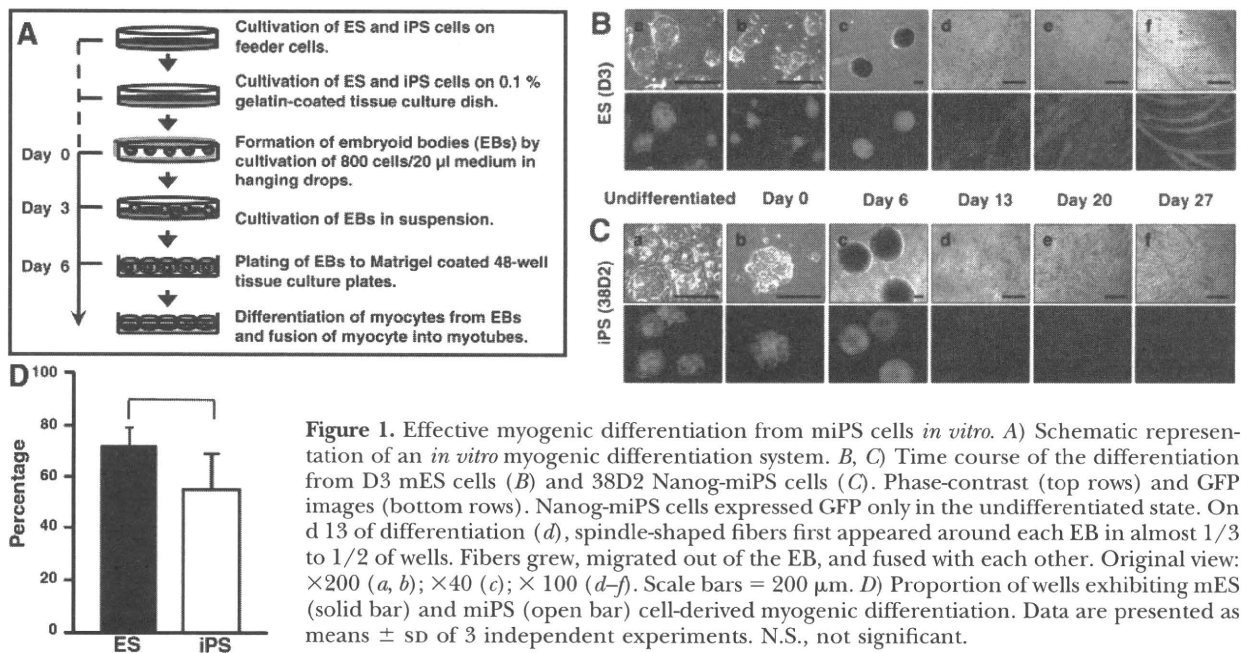 A
Cultivation of ES and iPS cells on
feeder cells.
Cultivation of ES and iPS cells on 0.1 %
gelatin-coated tissue culture dish.
Day 0
Formation of embryoid bodies (EBs) by
cultivation of 800 cells/20 µl medium in
hanging drops.
Day 3
Cultivation of EBs in suspension.
Day 6
Plating of EBs to Matrigel coated 48-well
tissue culture plates.
Differentiation of myocytes from EBs
and fusion of myocyte into myotubes.
B
ES (D3)
a b c d e f
Undifferentiated Day 0 Day 6 Day 13 Day 20 Day 27
C
iPS (38D2)
a b c d e f
D
Percentage
100
80
60
40
20
0
ES iPS
Figure 1. Effective myogenic differentiation from miPS cells in vitro. A) Schematic represen-
tation of an in vitro myogenic differentiation system. B, C) Time course of the differentiation
from D3 mES cells (B) and 38D2 Nanog-miPS cells (C). Phase-contrast (top rows) and GFP
images (bottom rows). Nanog-miPS cells expressed GFP only in the undifferentiated state. On
d 13 of differentiation (d), spindle-shaped fibers first appeared around each EB in almost 1/3
to 1/2 of wells. Fibers grew, migrated out of the EB, and fused with each other. Original view:
×200 (a, b); ×40 (c); × 100 (d–f). Scale bars = 200 µm. D) Proportion of wells exhibiting mES
(solid bar) and miPS (open bar) cell-derived myogenic differentiation. Data are presented as
means ± SD of 3 independent experiments. N.S., not significant.